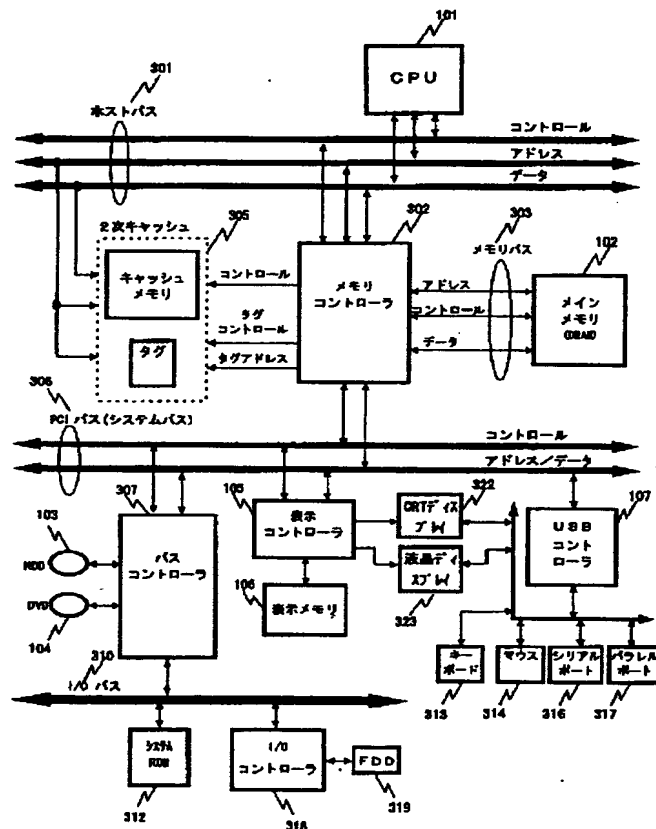 101
CPU
301
ホストバス
コントロール
アドレス
データ
2次キャッシュ
305
302
303
メモリバス
102
キャッシュ
メモリ
コントロール
メモリ
コントローラ
アドレス
コントロール
データ
メイン
メモリ
(DRAM)
タグ
コントロール
タグアドレス
タグ
306
PCIバス(システムバス)
コントロール
アドレス/データ
307
105
322
107
103
HDD
バス
コントローラ
表示
コントローラ
CRTディス
プレイ
USB
コント
ローラ
DVD
104
106
表示メモリ
液晶ディ
スプレイ
323
310
I/Oバス
キー
ボード
マウス
シリアル
ポート
パラレル
ポート
313
314
316
317
システム
ROM
I/O
コントローラ
FDD
312
318
319